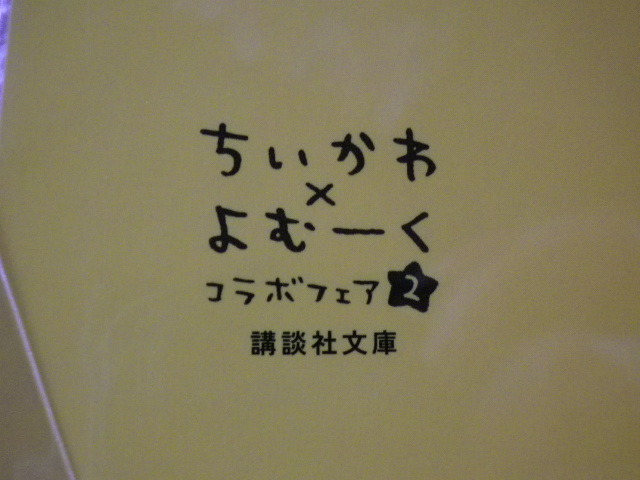 ちいかわ
×
よむーく
コラボフェア2
講談社文庫